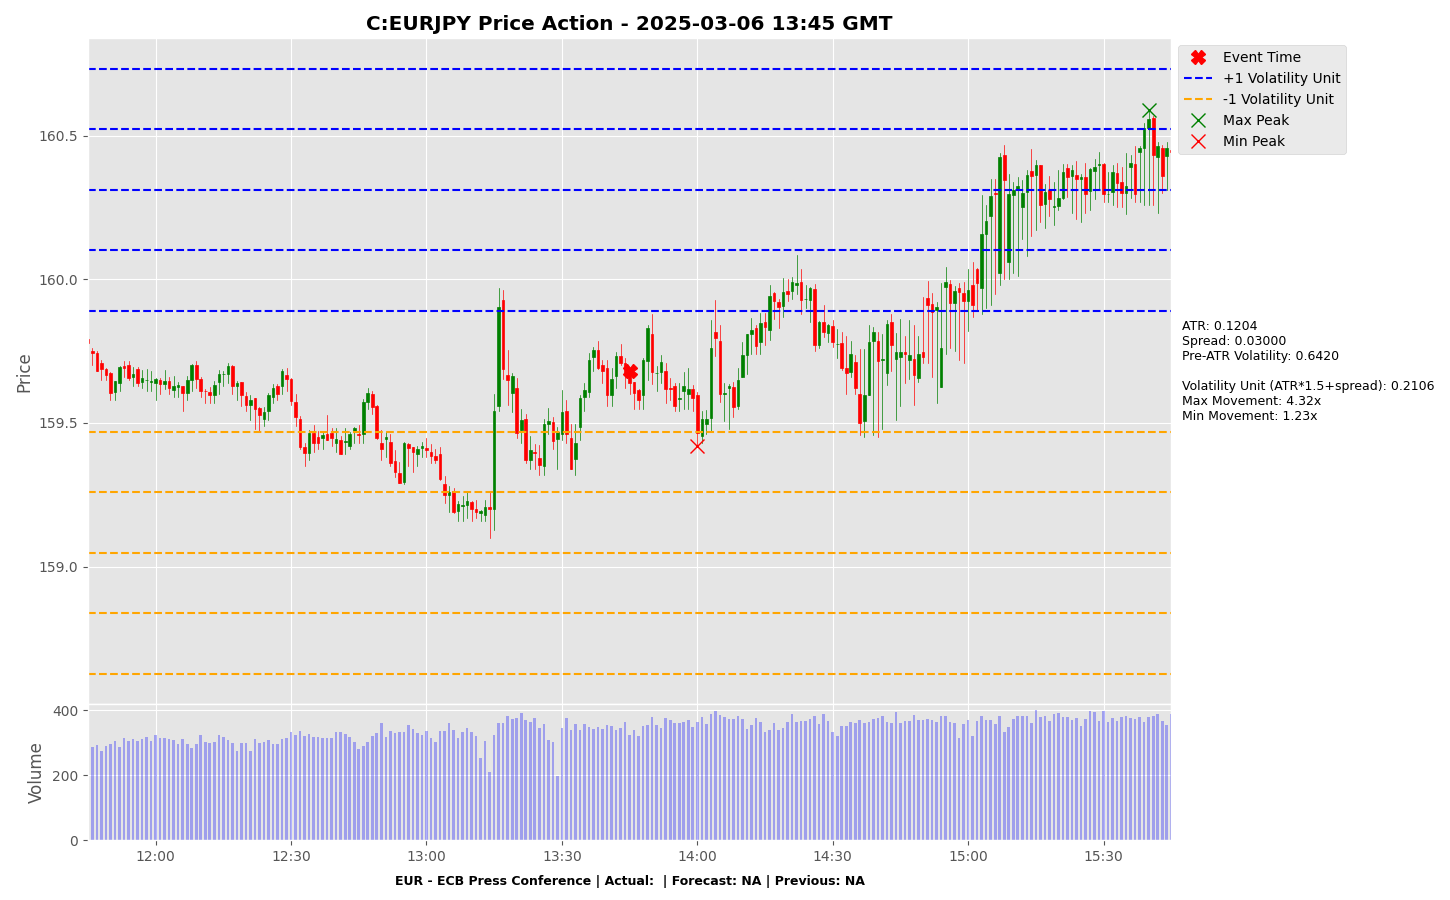 C:EURJPY Price Action - 2025-03-06 13:45 GMT
Event Time
+1 Volatility Unit
-1 Volatility Unit
Max Peak
Min Peak
Price
160.5
160.0
159.5
159.0
ATR: 0.1204
Spread: 0.03000
Pre-ATR Volatility: 0.6420
Volatility Unit (ATR*1.5+spread): 0.2106
Max Movement: 4.32x
Min Movement: 1.23x
Volume
400
200
0
12:00 12:30 13:00 13:30 14:00 14:30 15:00 15:30
EUR - ECB Press Conference | Actual: | Forecast: NA | Previous: NA